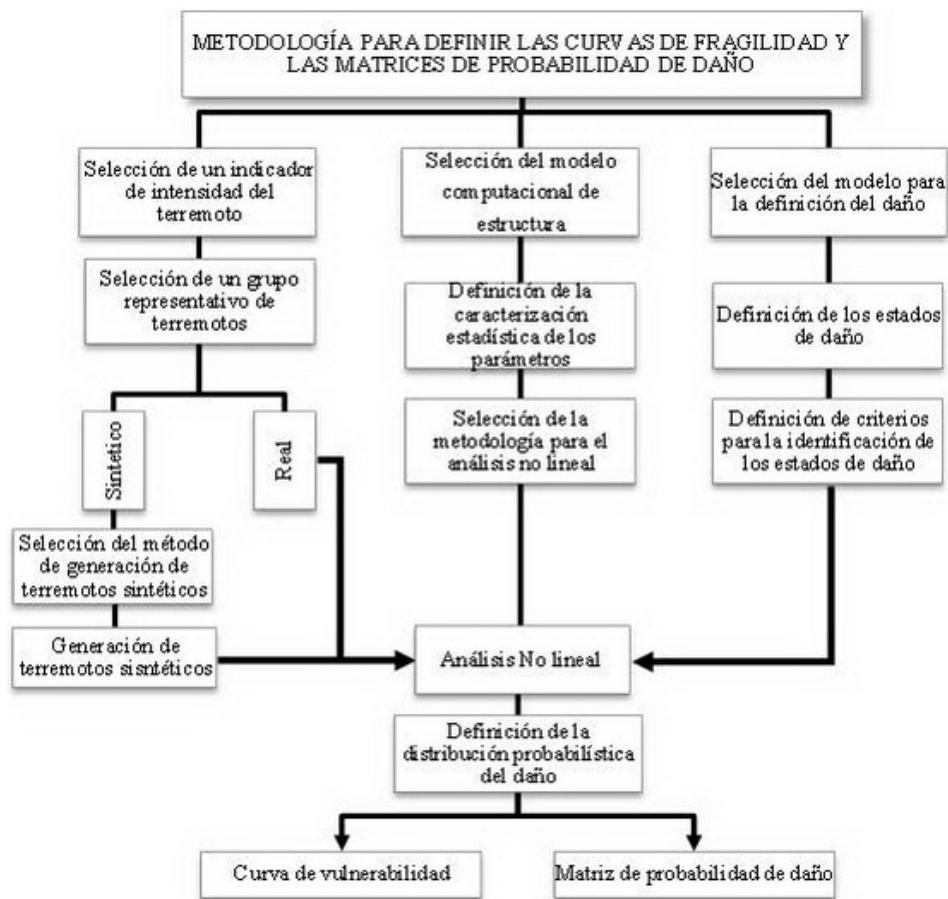 METODOLOGÍA PARA DEFINIR LAS CURVAS DE FRAGILIDAD Y
LAS MATRICES DE PROBABILIDAD DE DAÑO
Selección de un indicador
de intensidad del
terremoto
Selección del modelo
computacional de
estructura
Selección del modelo para
la definición del daño
Selección de un grupo
representativo de
terremotos
Definición de la
caracterización
estadística de los
parámetros
Definición de los estados
de daño
Sintético
Real
Selección de la
metodología para el
análisis no lineal
Definición de criterios
para la identificación de
los estados de daño
Selección del método
de generación de
terremotos sintéticos
Generación de
terremotos sisntéticos
Análisis No lineal
Definición de la
distribución probabilística
del daño
Curva de vulnerabilidad
Matriz de probabilidad de daño